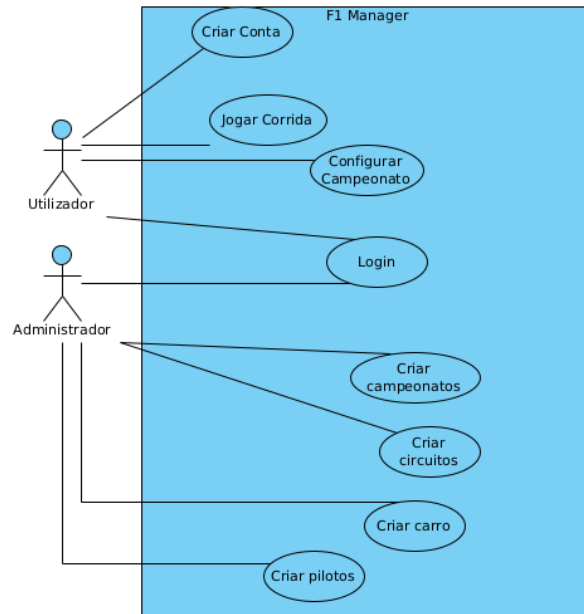 F1 Manager
Criar Conta
Jogar Corrida
Configurar
Campeonato
Utilizador
Login
Administrador
Criar
campeonatos
Criar
circuitos
Criar carro
Criar pilotos